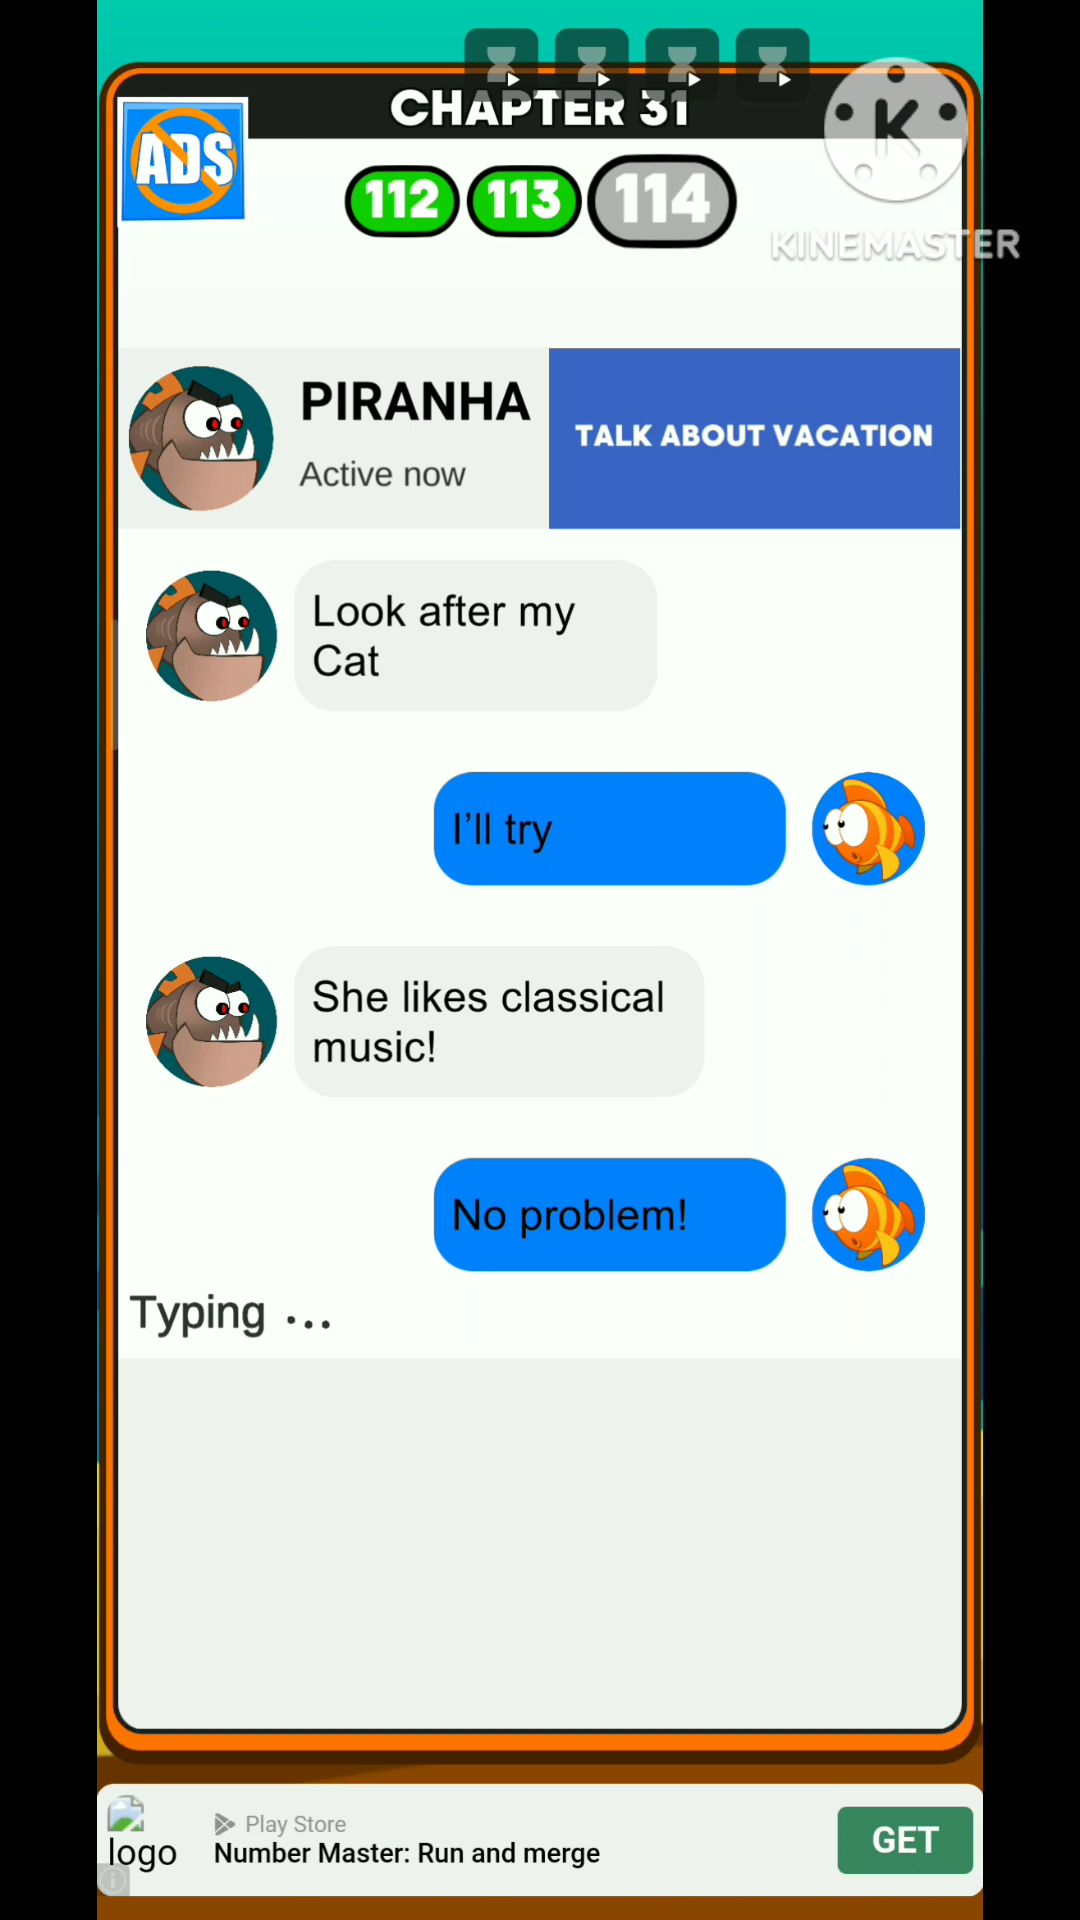 CHAPTER 31
ADS
112 113 114
K
KINEMASTER
PIRANHA
Active now
TALK ABOUT VACATION
Look after my
Cat
I'll try
She likes classical
music!
No problem!
Typing ...
logo
Play Store
Number Master: Run and merge
GET